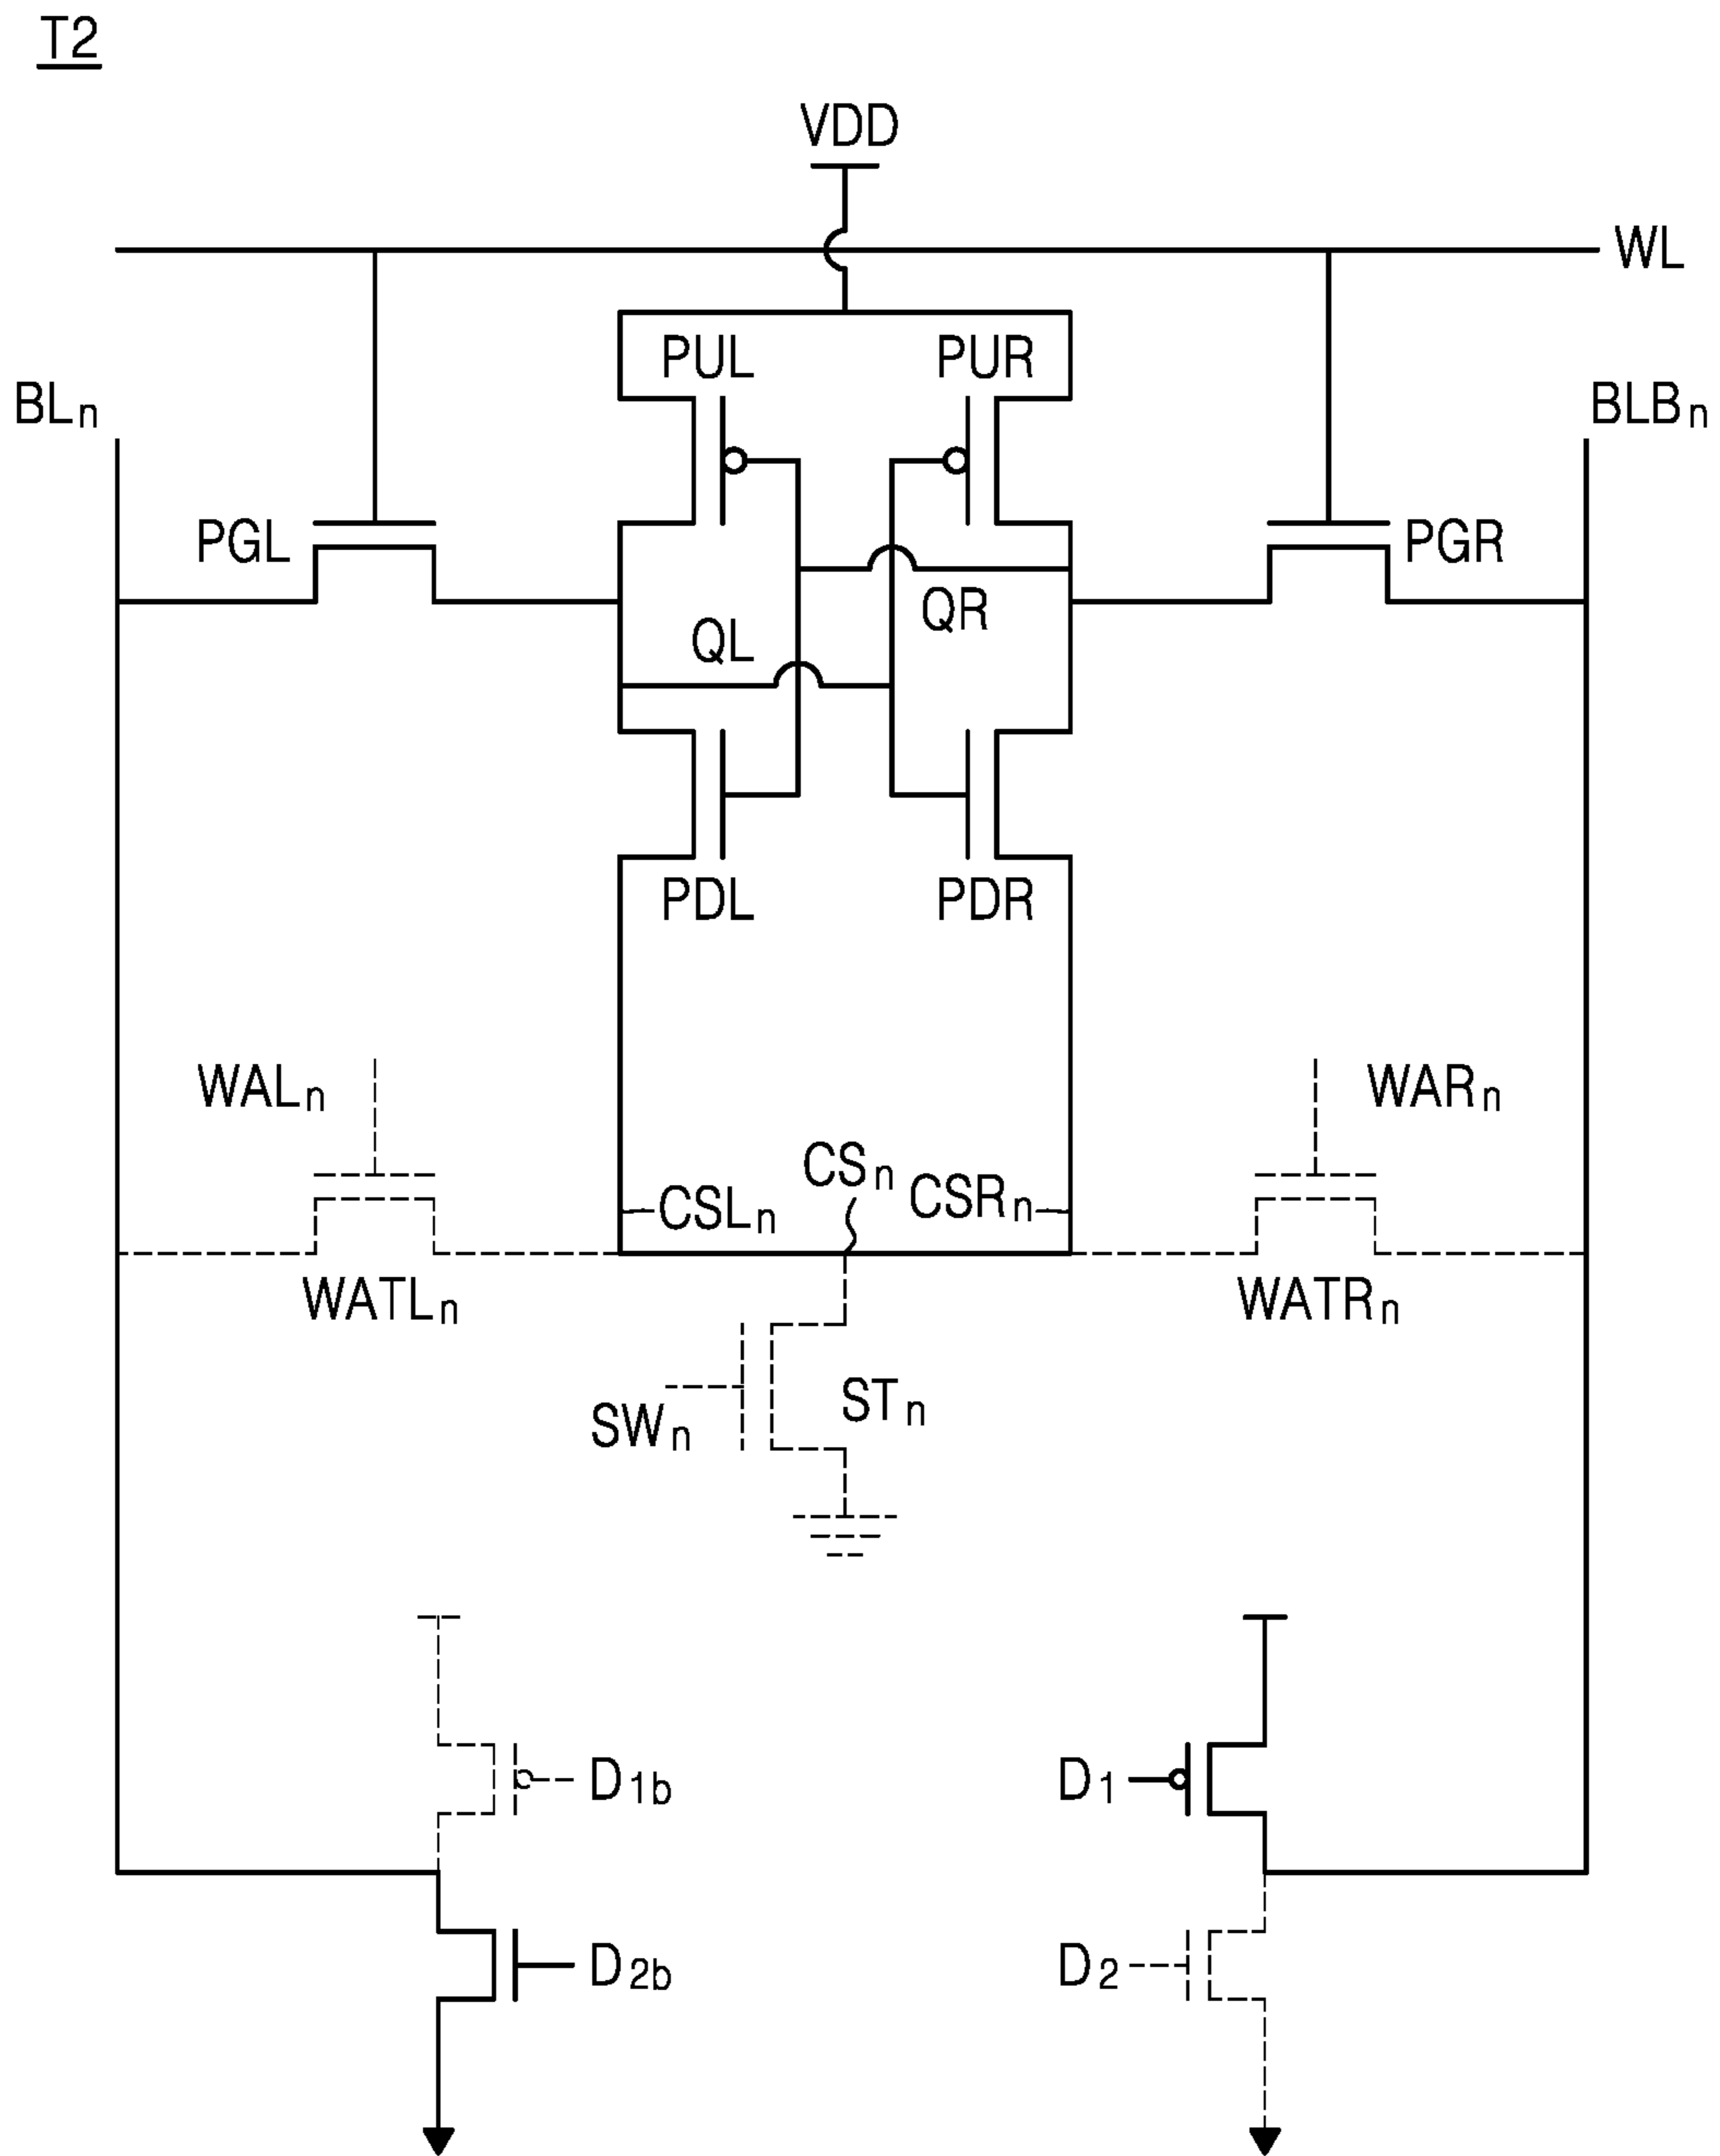 T2
VDD
WL
PUL PUR
BLn BLBn
PGL PGR
QR
QL
PDL PDR
WALn WARn
CSn
CSLn CSRn
WATLn WATRn
STn
SWn
D1b D1
D2b D2